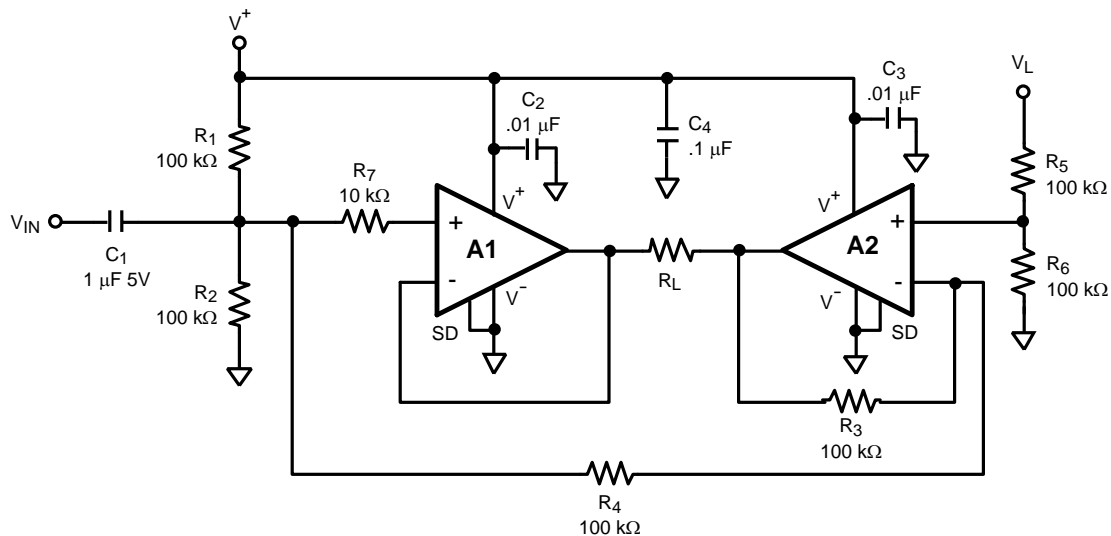 V+
R1
100 kΩ
VIN
C1
1 µF 5V
R2
100 kΩ
R7
10 kΩ
+
-
A1
V+
V−
SD
C2
.01 µF
C4
.1 µF
RL
C3
.01 µF
V+
A2
+
-
V−
SD
R3
100 kΩ
R4
100 kΩ
VL
R5
100 kΩ
R6
100 kΩ